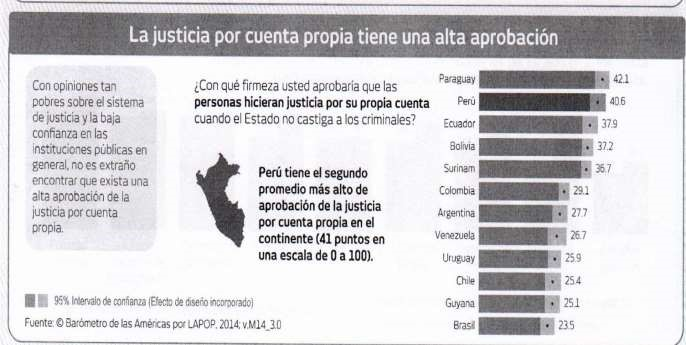 La justicia por cuenta propia tiene una alta aprobación
Con opiniones tan
pobres sobre el sistema
de justicia y la baja
confianza en las
instituciones públicas en
general, no es extraño
encontrar que exista una
alta aprobación de la
justicia por cuenta
propia.
¿Con qué firmeza usted aprobaría que las
personas hicieran justicia por su propia cuenta
cuando el Estado no castiga a los criminales?
Perú tiene el segundo
promedio más alto de
aprobación de la justicia
por cuenta propia en el
continente (41 puntos en
una escala de 0 a 100).
Paraguay 42.1
Perú 40.6
Ecuador 37.9
Bolivia 37.2
Surinam 36.7
Colombia 29.1
Argentina 27.7
Venezuela 26.7
Uruguay 25.9
Chile 25.4
Guyana 25.1
Brasil 23.5
95% Intervalo de confianza (Efecto de diseño incorporado)
Fuente: © Barómetro de las Américas por LAPOP, 2014; v.M14_3.0